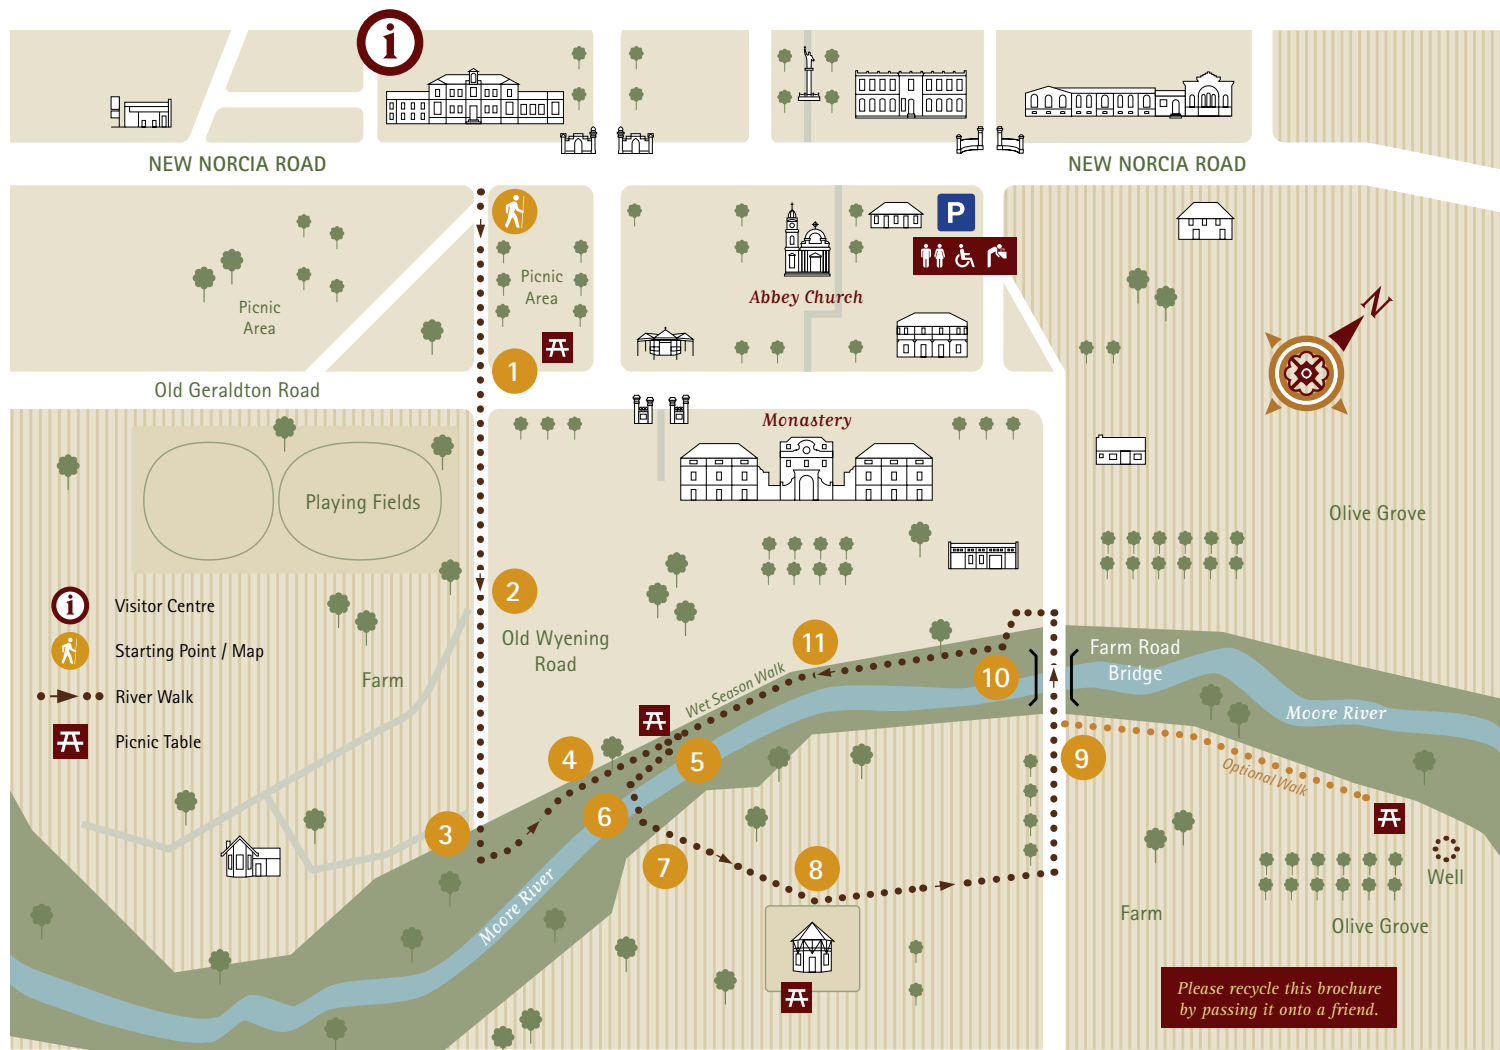 i
NEW NORCIA ROAD
NEW NORCIA ROAD
P
Picnic
Area
Picnic
Area
Abbey Church
N
1
Old Geraldton Road
Monastery
Playing Fields
Olive Grove
i
Visitor Centre
2
Old Wyening
Road
Starting Point / Map
Farm
River Walk
Picnic Table
11
Wet Season Walk
10
Farm Road
Bridge
Moore River
4
5
9
Optional Walk
3
6
7
8
Well
Moore River
Farm
Olive Grove
Please recycle this brochure
by passing it onto a friend.